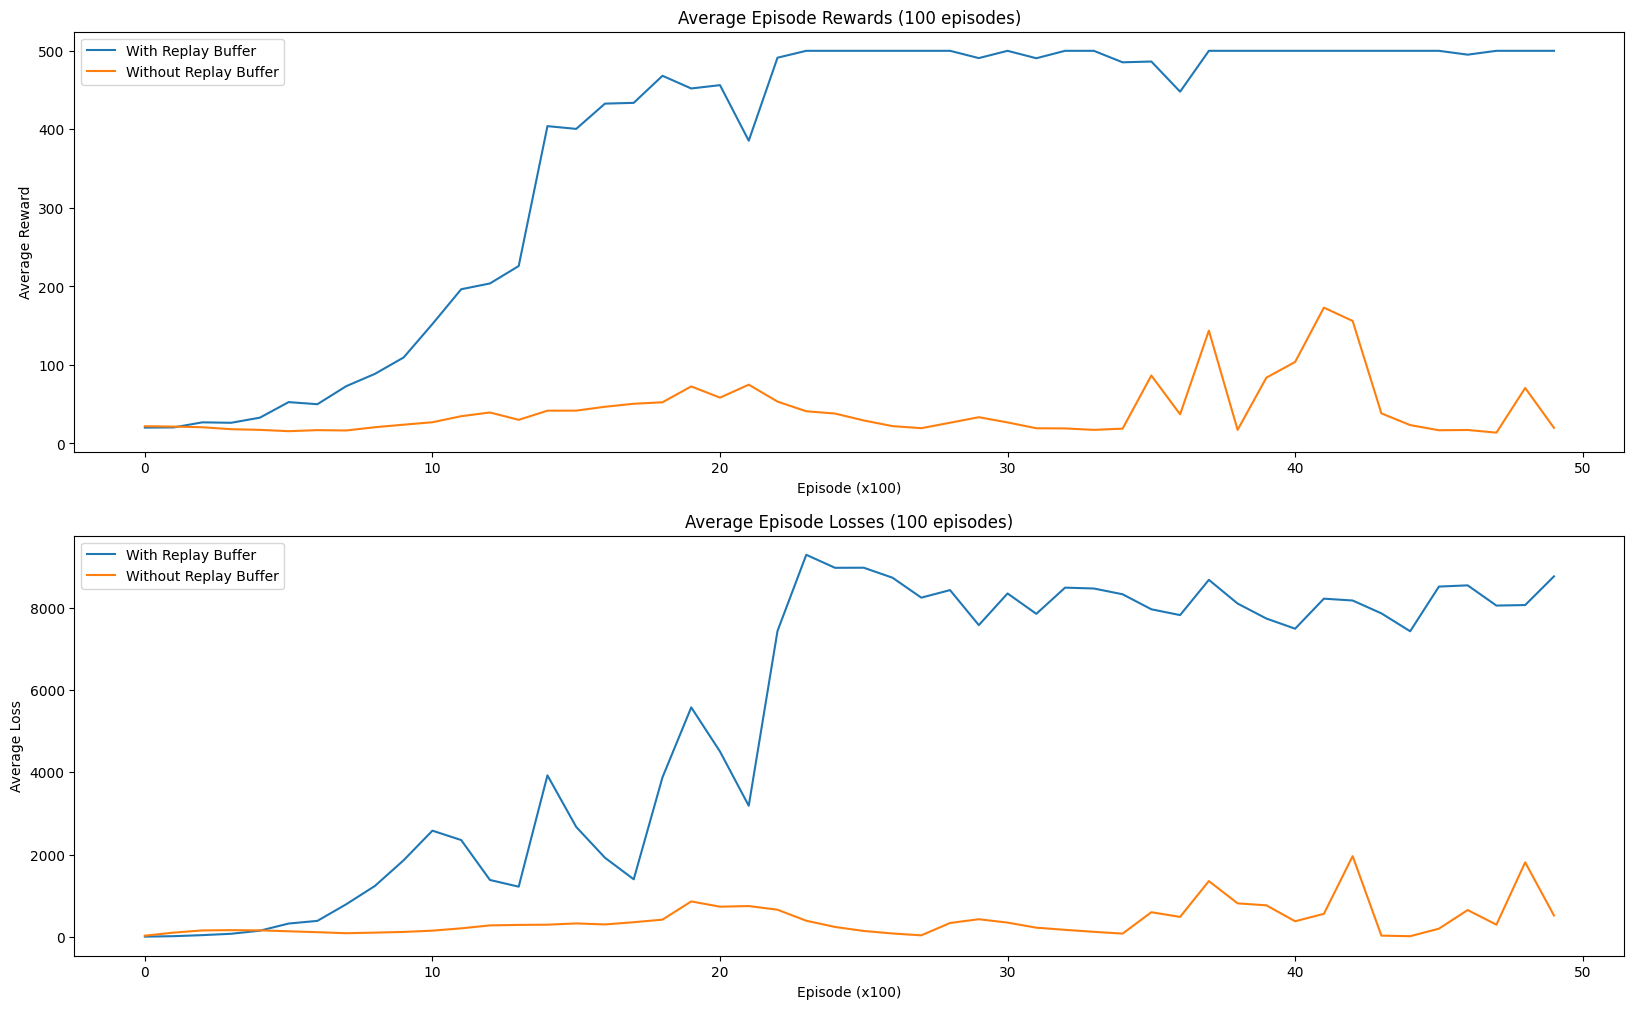 Average Episode Rewards (100 episodes)
With Replay Buffer
Without Replay Buffer
Average Reward
500
400
300
200
100
0
0 10 20 30 40 50
Episode (x100)
Average Episode Losses (100 episodes)
With Replay Buffer
Without Replay Buffer
Average Loss
8000
6000
4000
2000
0
0 10 20 30 40 50
Episode (x100)